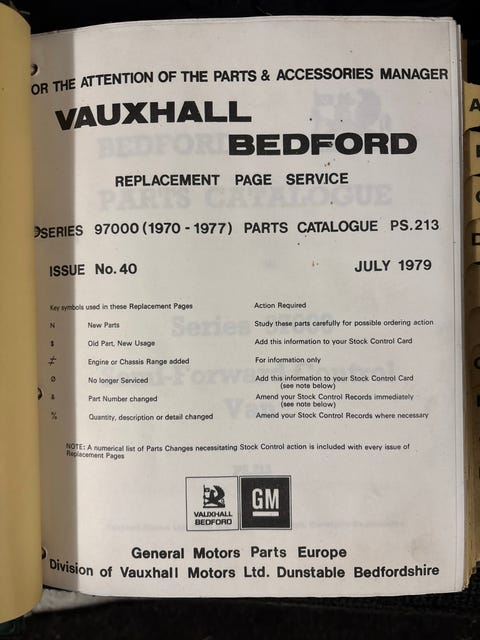 OR THE ATTENTION OF THE PARTS & ACCESSORIES MANAGER
VAUXHALL
BEDFORD
REPLACEMENT PAGE SERVICE
SERIES 97000 (1970 - 1977) PARTS CATALOGUE PS.213
ISSUE No. 40 JULY 1979
Key symbols used in these Replacement Pages Action Required
N New Parts Study these parts carefully for possible ordering action
$ Old Part, New Usage Add this information to your Stock Control Card
≠ Engine or Chassis Range added For information only
Ø No longer Serviced Add this information to your Stock Control Card
(see note below)
& Part Number changed Amend your Stock Control Records immediately
(see note below)
% Quantity, description or detail changed Amend your Stock Control Records where necessary
NOTE: A numerical list of Parts Changes necessitating Stock Control action is included with every issue of
Replacement Pages
VAUXHALL
BEDFORD
GM
General Motors Parts Europe
Division of Vauxhall Motors Ltd. Dunstable Bedfordshire